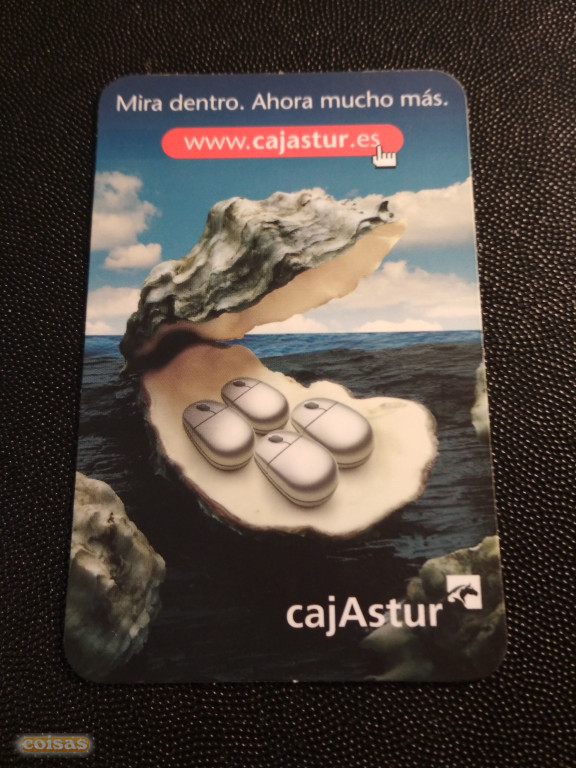 Mira dentro. Ahora mucho más.
www.cajastur.es
cajAstur
coisas